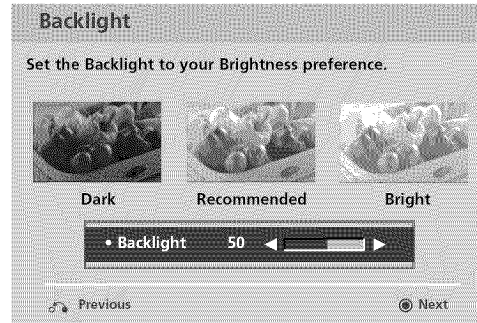 Backlight
Set the Backlight to your Brightness preference.
Dark Recommended Bright
• Backlight 50
Previous Next